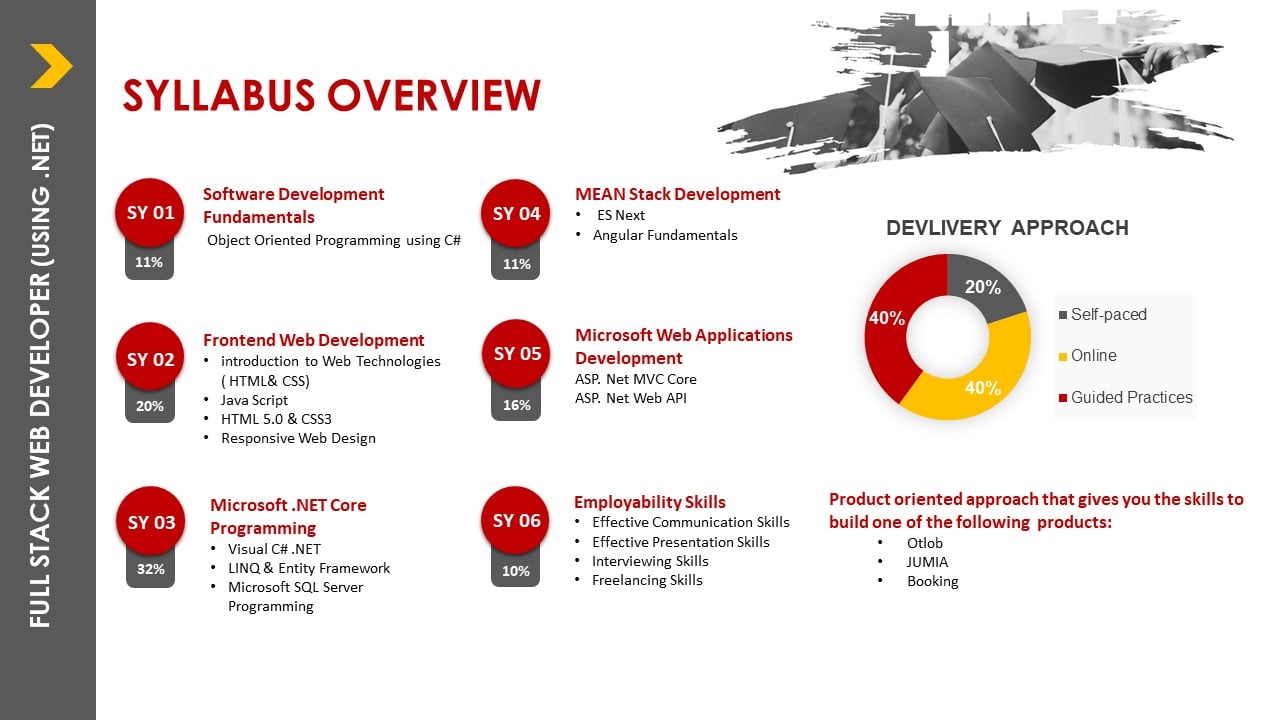 FULL STACK WEB DEVELOPER (USING .NET)
SYLLABUS OVERVIEW
SY 01
11%
Software Development
Fundamentals
Object Oriented Programming using C#
SY 02
20%
Frontend Web Development
• introduction to Web Technologies
( HTML& CSS)
• Java Script
• HTML 5.0 & CSS3
• Responsive Web Design
SY 03
32%
Microsoft .NET Core
Programming
• Visual C# .NET
• LINQ & Entity Framework
• Microsoft SQL Server
Programming
SY 04
11%
MEAN Stack Development
• ES Next
• Angular Fundamentals
SY 05
16%
Microsoft Web Applications
Development
ASP. Net MVC Core
ASP. Net Web API
SY 06
10%
Employability Skills
• Effective Communication Skills
• Effective Presentation Skills
• Interviewing Skills
• Freelancing Skills
DEVLIVERY APPROACH
20%
40%
40%
Self-paced
Online
Guided Practices
Product oriented approach that gives you the skills to
build one of the following products:
• Otlob
• JUMIA
• Booking